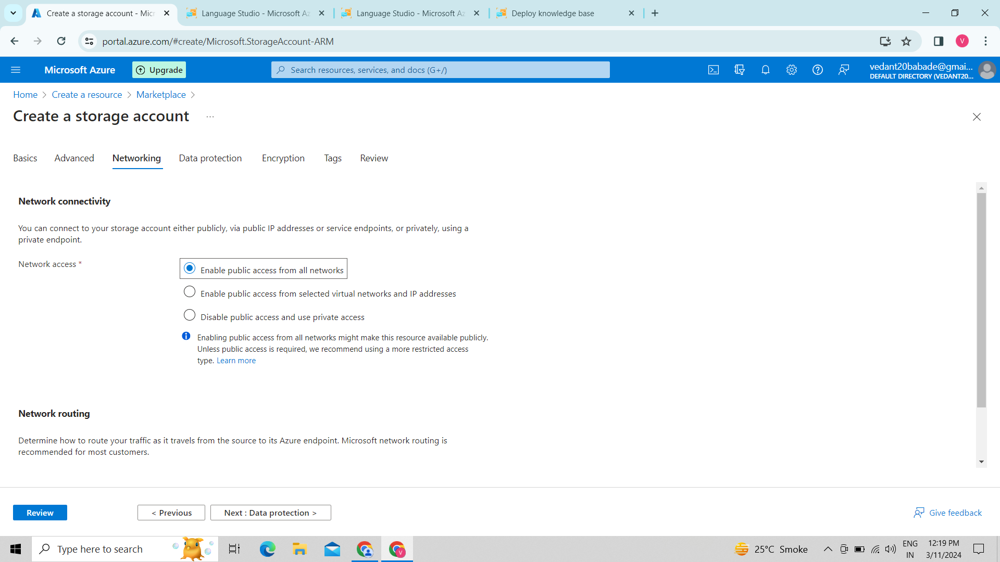 Create a storage account - Micr
Language Studio - Microsoft Az
Language Studio - Microsoft Az
Deploy knowledge base
portal.azure.com/#create/Microsoft.StorageAccount-ARM
V
Microsoft Azure
Upgrade
Search resources, services, and docs (G+/)
vedant20babade@gmai...
DEFAULT DIRECTORY (VEDANT20...
Home > Create a resource > Marketplace >
Create a storage account ...
Basics
Advanced
Networking
Data protection
Encryption
Tags
Review
Network connectivity
You can connect to your storage account either publicly, via public IP addresses or service endpoints, or privately, using a
private endpoint.
Network access *
Enable public access from all networks
Enable public access from selected virtual networks and IP addresses
Disable public access and use private access
Enabling public access from all networks might make this resource available publicly.
Unless public access is required, we recommend using a more restricted access
type. Learn more
Network routing
Determine how to route your traffic as it travels from the source to its Azure endpoint. Microsoft network routing is
recommended for most customers.
Review
< Previous
Next : Data protection >
Give feedback
Type here to search
V
25°C Smoke
ENG
IN
12:19 PM
3/11/2024